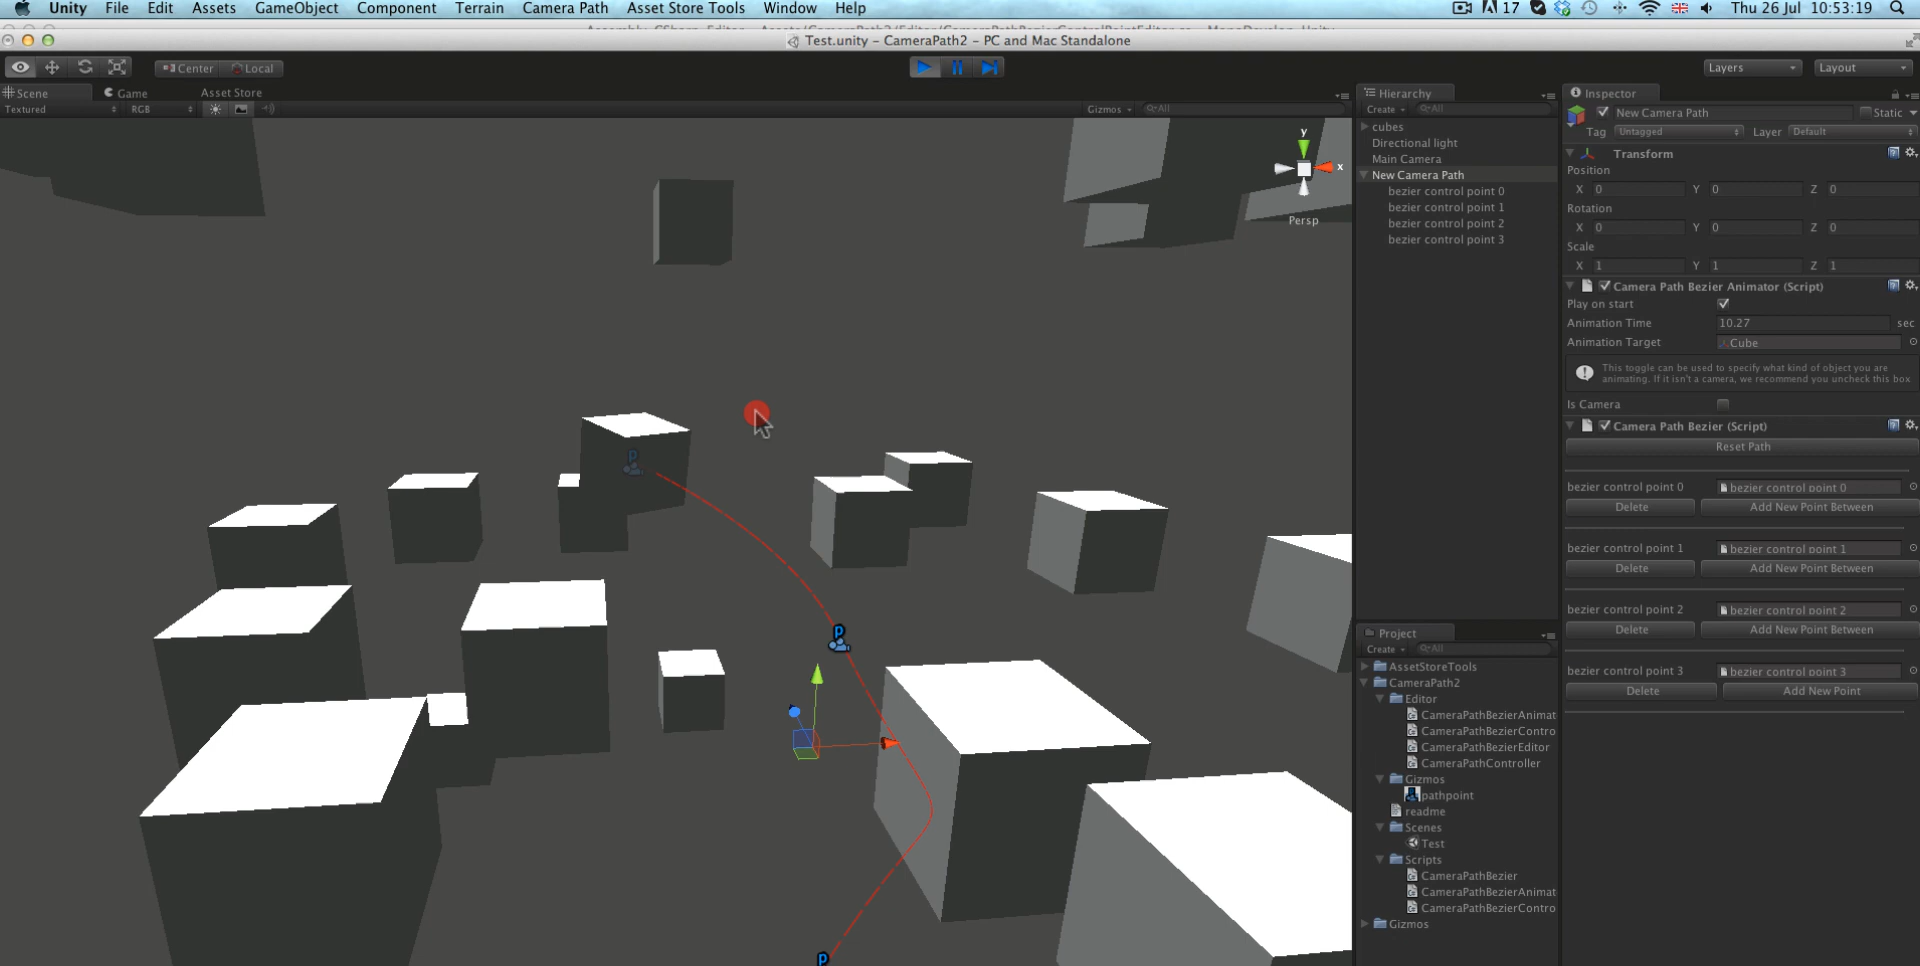 Unity File Edit Assets GameObject Component Terrain Camera Path Asset Store Tools Window Help 17 Thu 26 Jul 10:53:19
Test.unity – CameraPath2 – PC and Mac Standalone
Center Local Layers Layout
Scene Game Asset Store
Textured RGB Gizmos All
y
x
Persp
Hierarchy
Create All
cubes
Directional light
Main Camera
New Camera Path
bezier control point 0
bezier control point 1
bezier control point 2
bezier control point 3
Project
Create All
AssetStoreTools
CameraPath2
Editor
CameraPathBezierAnimat
CameraPathBezierContro
CameraPathBezierEditor
CameraPathController
Gizmos
pathpoint
readme
Scenes
Test
Scripts
CameraPathBezier
CameraPathBezierAnimat
CameraPathBezierContro
Gizmos
Inspector
New Camera Path Static
Tag Untagged Layer Default
Transform
Position
X 0 Y 0 Z 0
Rotation
X 0 Y 0 Z 0
Scale
X 1 Y 1 Z 1
Camera Path Bezier Animator (Script)
Play on start
Animation Time 10.27 sec
Animation Target Cube
This toggle can be used to specify what kind of object you are
animating. If it isn't a camera, we recommend you uncheck this box
Is Camera
Camera Path Bezier (Script)
Reset Path
bezier control point 0 bezier control point 0
Delete Add New Point Between
bezier control point 1 bezier control point 1
Delete Add New Point Between
bezier control point 2 bezier control point 2
Delete Add New Point Between
bezier control point 3 bezier control point 3
Delete Add New Point
p
p
p